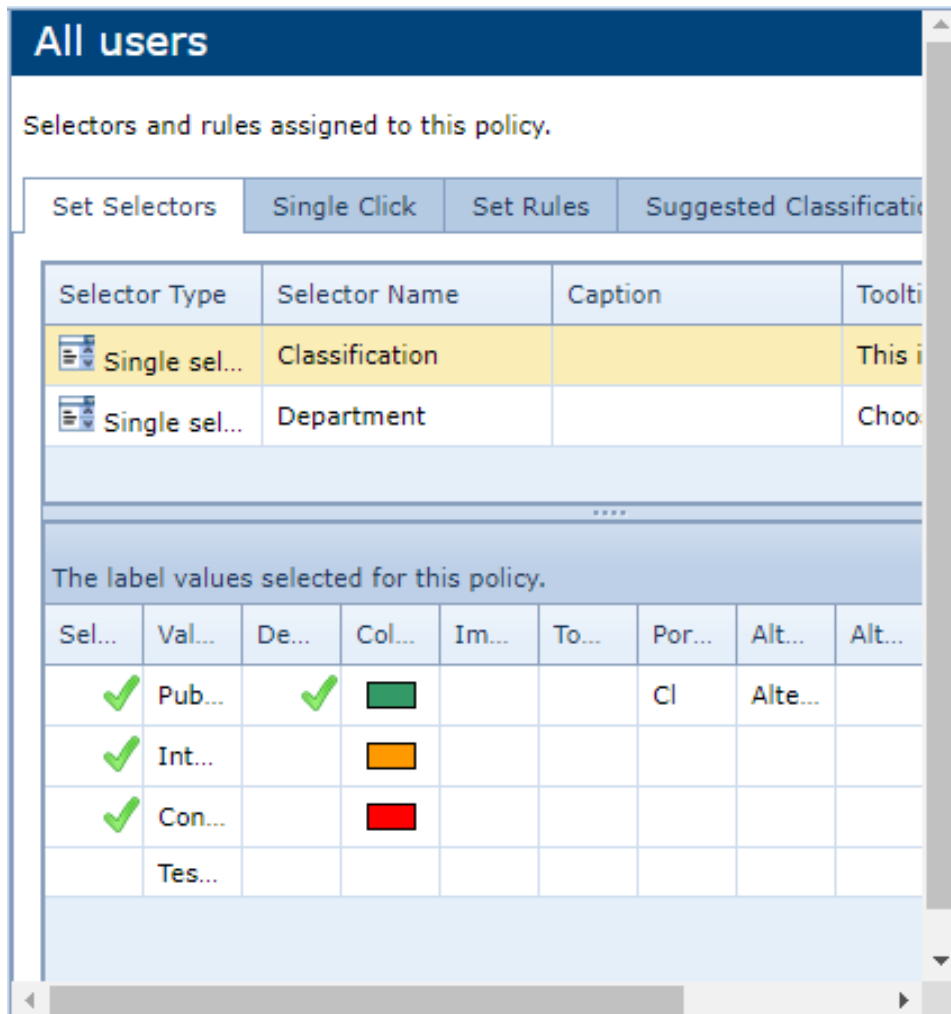 All users
Selectors and rules assigned to this policy.
Set Selectors Single Click Set Rules Suggested Classificatio
Selector Type Selector Name Caption Toolti
Single sel... Classification This i
Single sel... Department Choos
The label values selected for this policy.
Sel... Val... De... Col... Im... To... Por... Alt... Alt...
Pub... Cl Alte...
Int...
Con...
Tes...